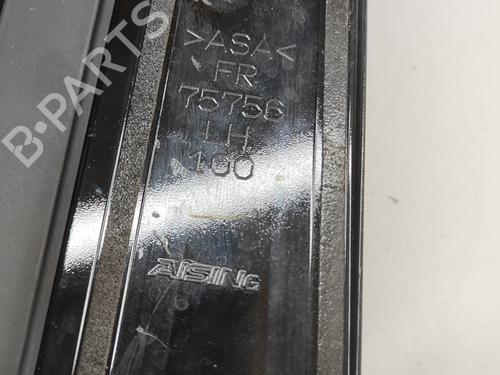 >ASA<
FR
75756
LH
100
AISING
B-PARTS